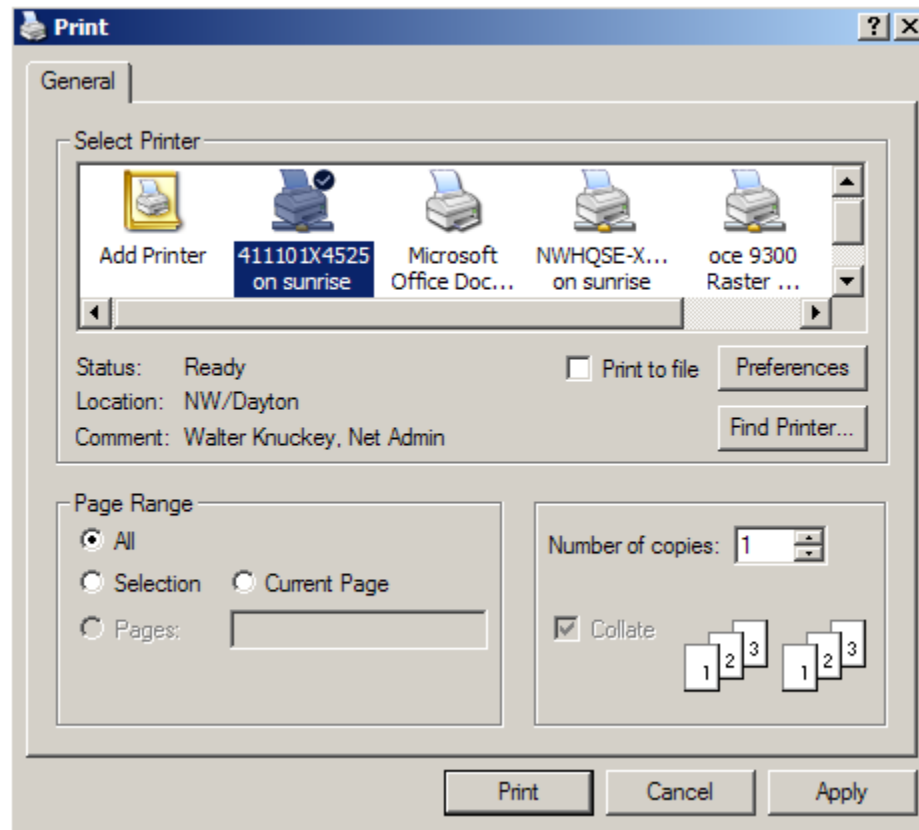 Print
General
Select Printer
Add Printer
411101X4525
on sunrise
Microsoft
Office Doc...
NWHQSE-X...
on sunrise
oce 9300
Raster ...
Status: Ready
Print to file
Preferences
Location: NW/Dayton
Comment: Walter Knuckey, Net Admin
Find Printer...
Page Range
All
Selection
Current Page
Pages:
Number of copies: 1
Collate
1 2 3 1 2 3
Print
Cancel
Apply